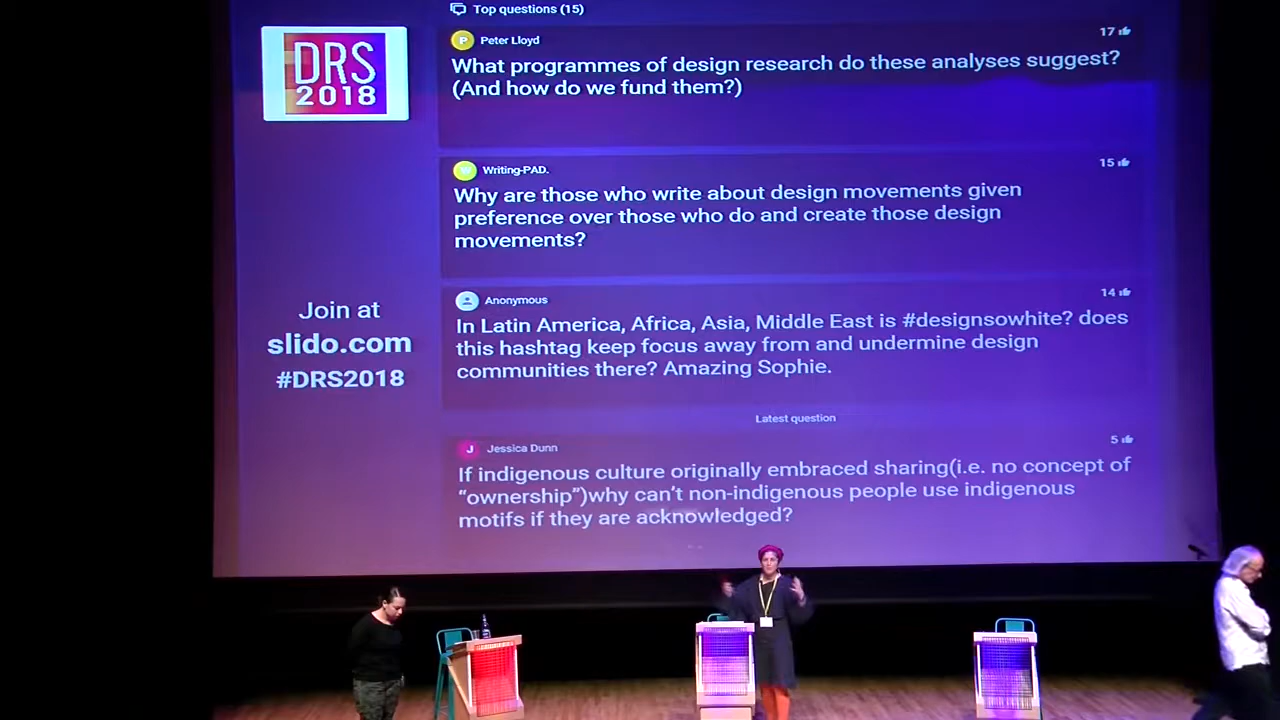 Top questions (15)
DRS
2018
P Peter Lloyd
17
What programmes of design research do these analyses suggest?
(And how do we fund them?)
Writing-PAD.
15
Why are those who write about design movements given
preference over those who do and create those design
movements?
Anonymous
14
In Latin America, Africa, Asia, Middle East is #designsowhite? does
this hashtag keep focus away from and undermine design
communities there? Amazing Sophie.
Join at
slido.com
#DRS2018
Latest question
J Jessica Dunn
5
If indigenous culture originally embraced sharing(i.e. no concept of
“ownership”)why can't non-indigenous people use indigenous
motifs if they are acknowledged?